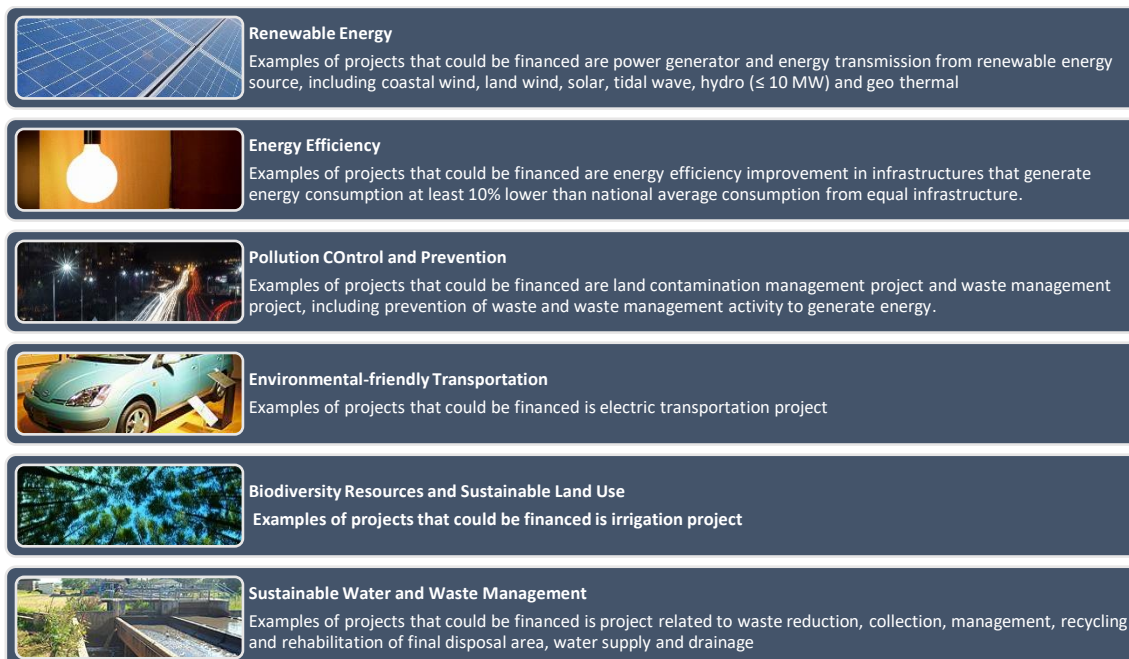 Renewable Energy
Examples of projects that could be financed are power generator and energy transmission from renewable energy
source, including coastal wind, land wind, solar, tidal wave, hydro (≤ 10 MW) and geo thermal
Energy Efficiency
Examples of projects that could be financed are energy efficiency improvement in infrastructures that generate
energy consumption at least 10% lower than national average consumption from equal infrastructure.
Pollution COntrol and Prevention
Examples of projects that could be financed are land contamination management project and waste management
project, including prevention of waste and waste management activity to generate energy.
Environmental-friendly Transportation
Examples of projects that could be financed is electric transportation project
Biodiversity Resources and Sustainable Land Use
Examples of projects that could be financed is irrigation project
Sustainable Water and Waste Management
Examples of projects that could be financed is project related to waste reduction, collection, management, recycling
and rehabilitation of final disposal area, water supply and drainage